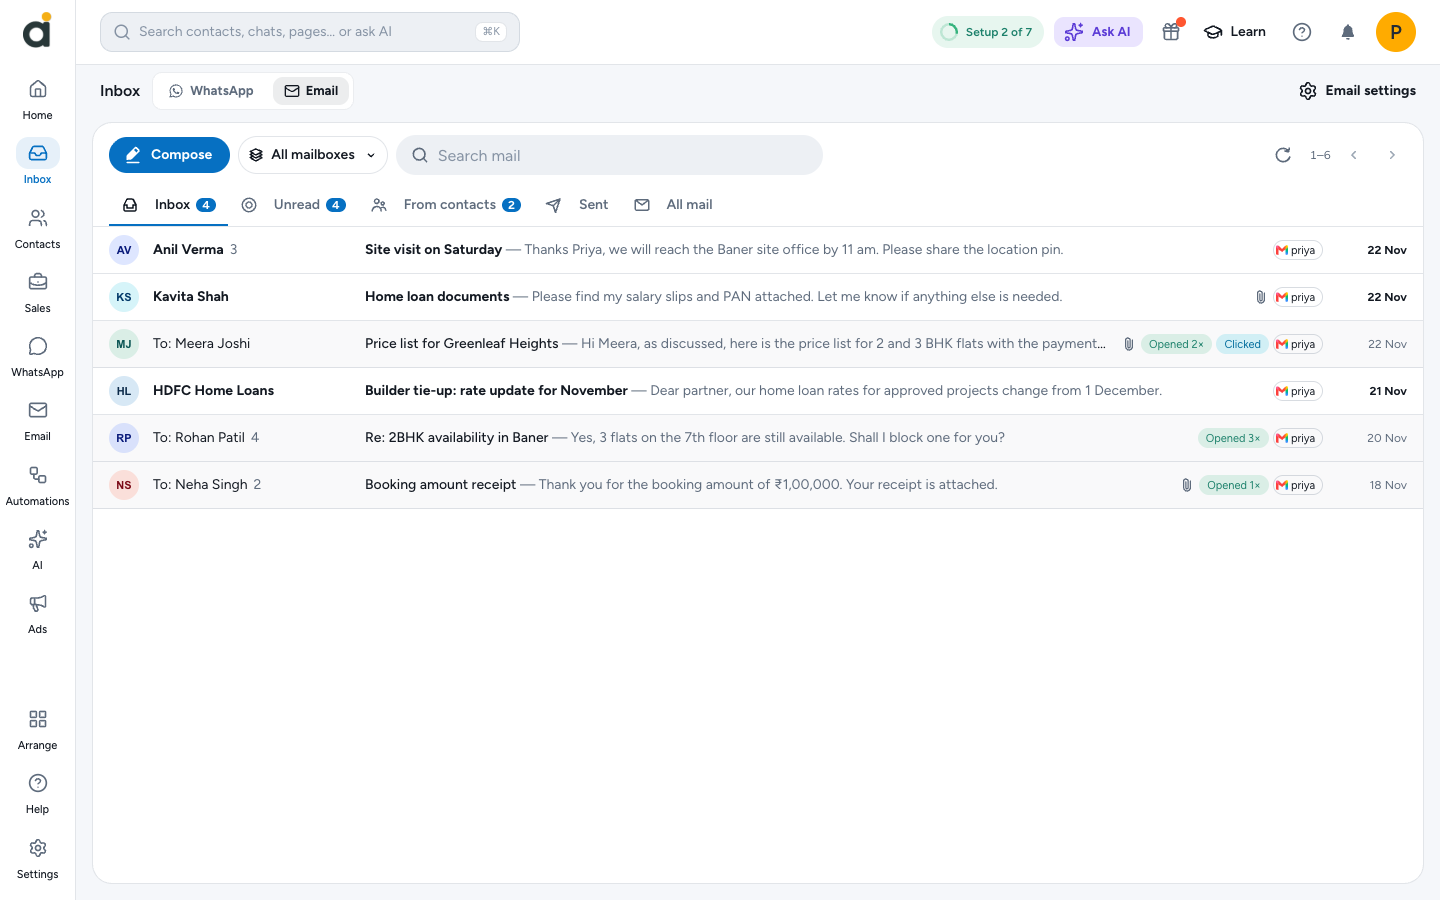 Search contacts, chats, pages... or ask AI
⌘K
Setup 2 of 7
Ask AI
Learn
P
Home
Inbox
Contacts
Sales
WhatsApp
Email
Automations
AI
Ads
Arrange
Help
Settings
Inbox
WhatsApp
Email
Email settings
Compose
All mailboxes
Search mail
1–6
Inbox 4
Unread 4
From contacts 2
Sent
All mail
AV Anil Verma 3 Site visit on Saturday — Thanks Priya, we will reach the Baner site office by 11 am. Please share the location pin. priya 22 Nov
KS Kavita Shah Home loan documents — Please find my salary slips and PAN attached. Let me know if anything else is needed. priya 22 Nov
MJ To: Meera Joshi Price list for Greenleaf Heights — Hi Meera, as discussed, here is the price list for 2 and 3 BHK flats with the payment... Opened 2× Clicked priya 22 Nov
HL HDFC Home Loans Builder tie-up: rate update for November — Dear partner, our home loan rates for approved projects change from 1 December. priya 21 Nov
RP To: Rohan Patil 4 Re: 2BHK availability in Baner — Yes, 3 flats on the 7th floor are still available. Shall I block one for you? Opened 3× priya 20 Nov
NS To: Neha Singh 2 Booking amount receipt — Thank you for the booking amount of ₹1,00,000. Your receipt is attached. Opened 1× priya 18 Nov